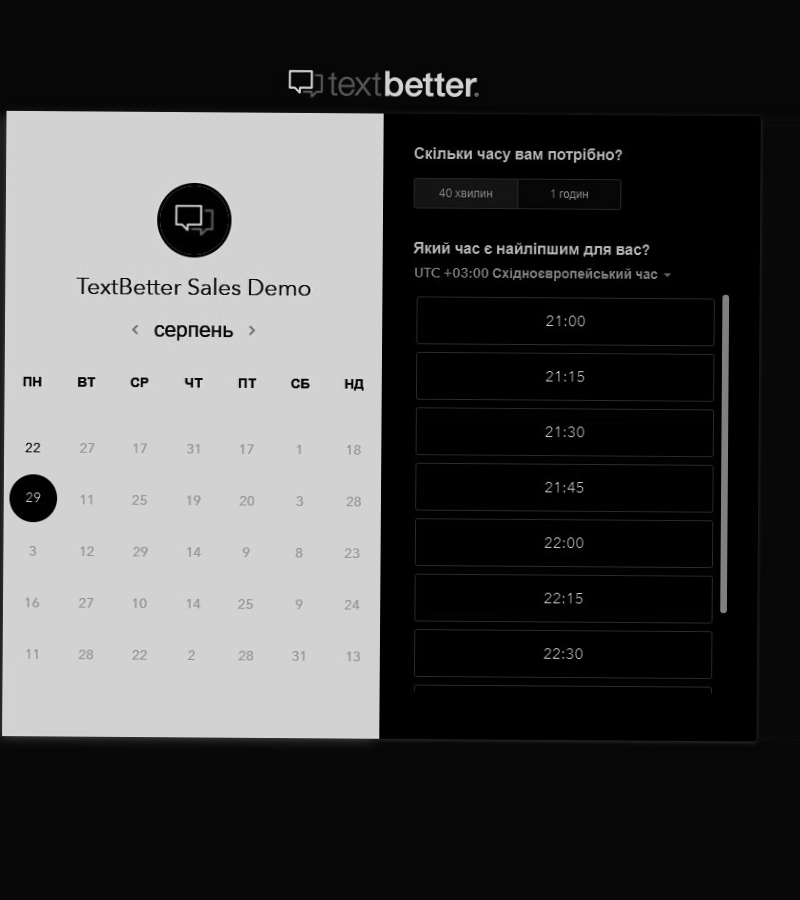 textbetter.
TextBetter Sales Demo
серпень
ПН ВТ СР ЧТ ПТ СБ НД
22 27 17 31 17 1 18
29 11 25 19 20 3 28
3 12 29 14 9 8 23
16 27 10 14 25 9 24
11 28 22 2 28 31 13
Скільки часу вам потрібно?
40 хвилин 1 годин
Який час є найліпшим для вас?
UTC +03:00 Східноєвропейський час
21:00
21:15
21:30
21:45
22:00
22:15
22:30